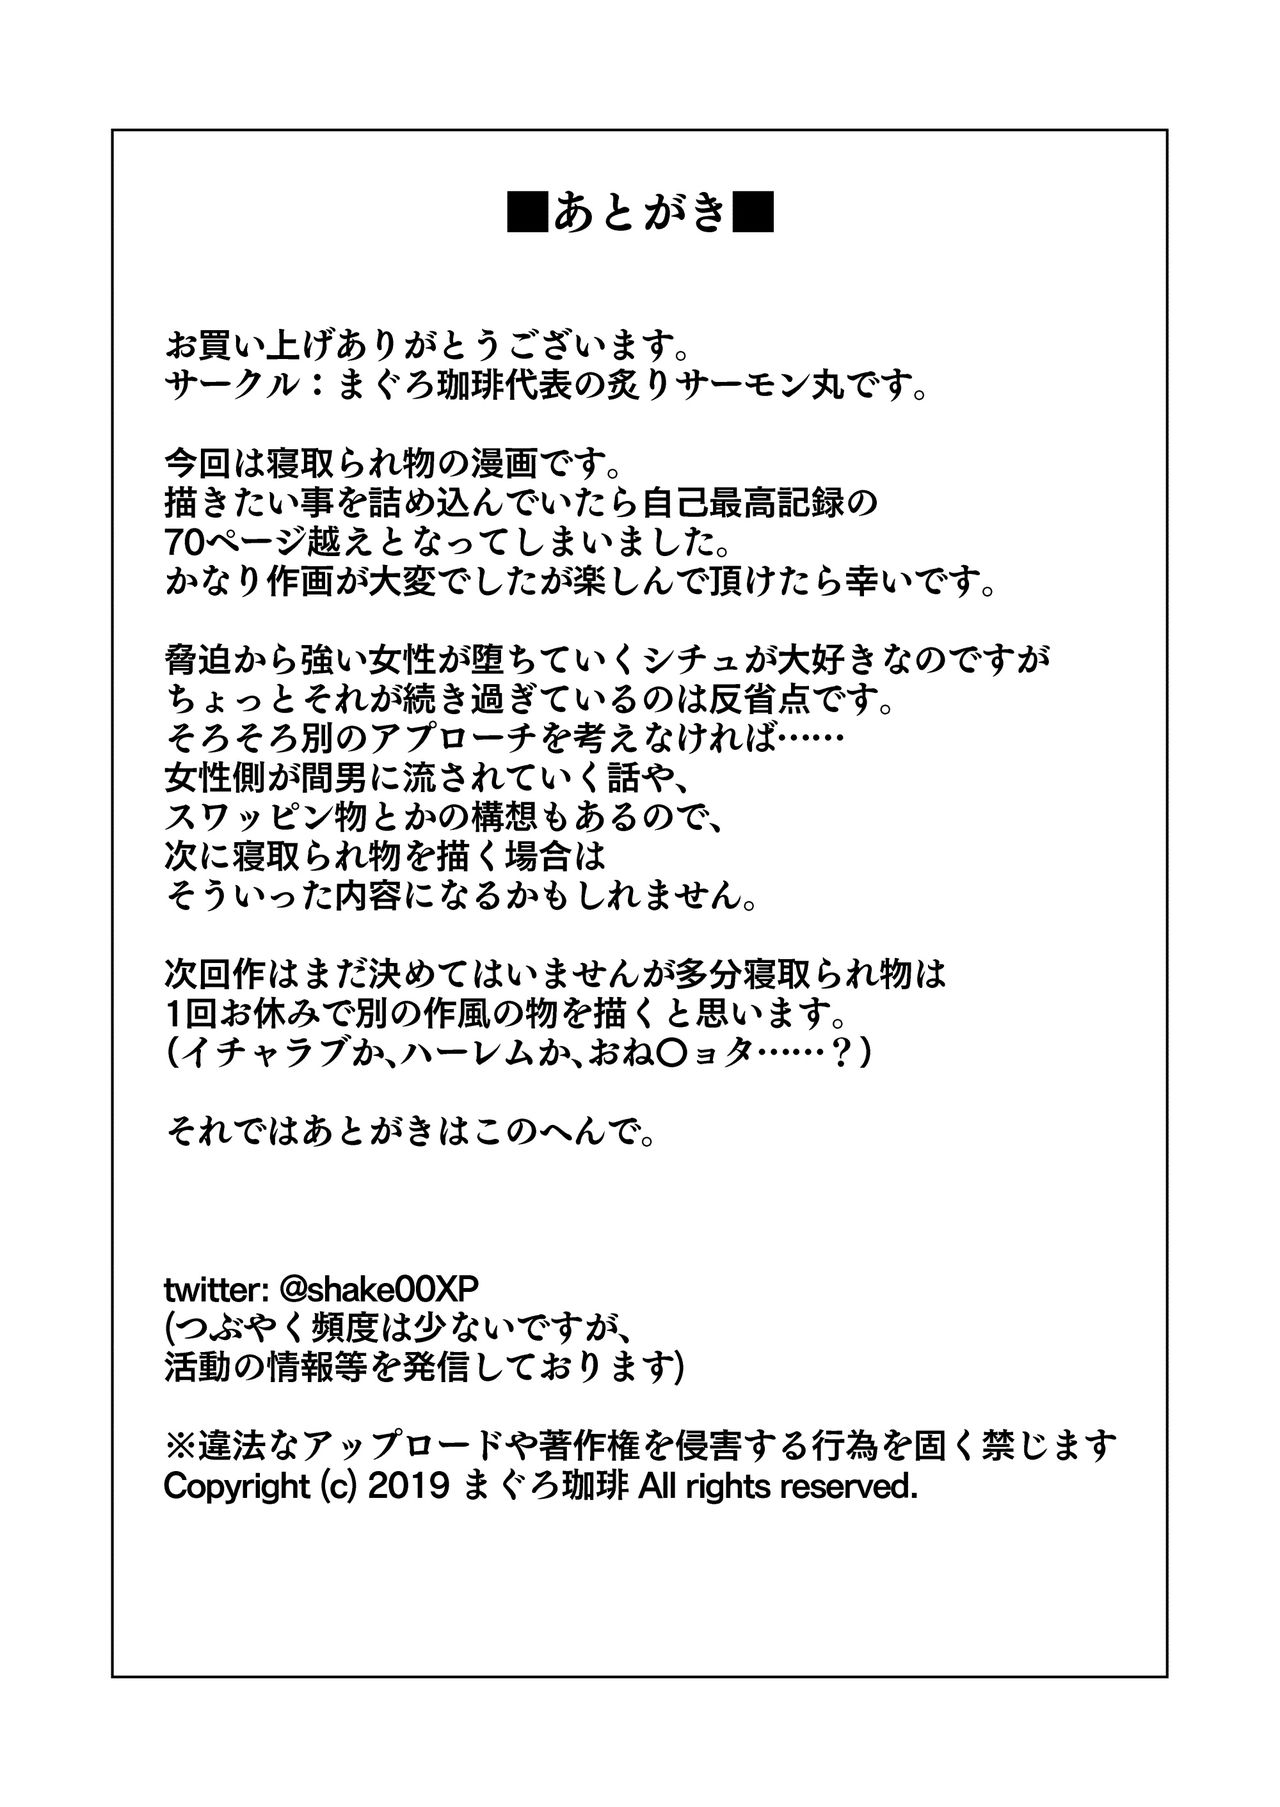 ■あとがき■
お買い上げありがとうございます。
サークル：まぐろ珈琲代表の炙りサーモン丸です。
今回は寝取られ物の漫画です。
描きたい事を詰め込んでいたら自己最高記録の
70ページ越えとなってしまいました。
かなり作画が大変でしたが楽しんで頂けたら幸いです。
脅迫から強い女性が堕ちていくシチュが大好きなのですが
ちょっとそれが続き過ぎているのは反省点です。
そろそろ別のアプローチを考えなければ……
女性側が間男に流されていく話や、
スワッピン物とかの構想もあるので、
次に寝取られ物を描く場合は
そういった内容になるかもしれません。
次回作はまだ決めてはいませんが多分寝取られ物は
1回お休みで別の作風の物を描くと思います。
(イチャラブか、ハーレムか、おね〇ョタ……？)
それではあとがきはこのへんで。
twitter: @shake00XP
(つぶやく頻度は少ないですが、
活動の情報等を発信しております)
※違法なアップロードや著作権を侵害する行為を固く禁じます
Copyright (c) 2019 まぐろ珈琲 All rights reserved.